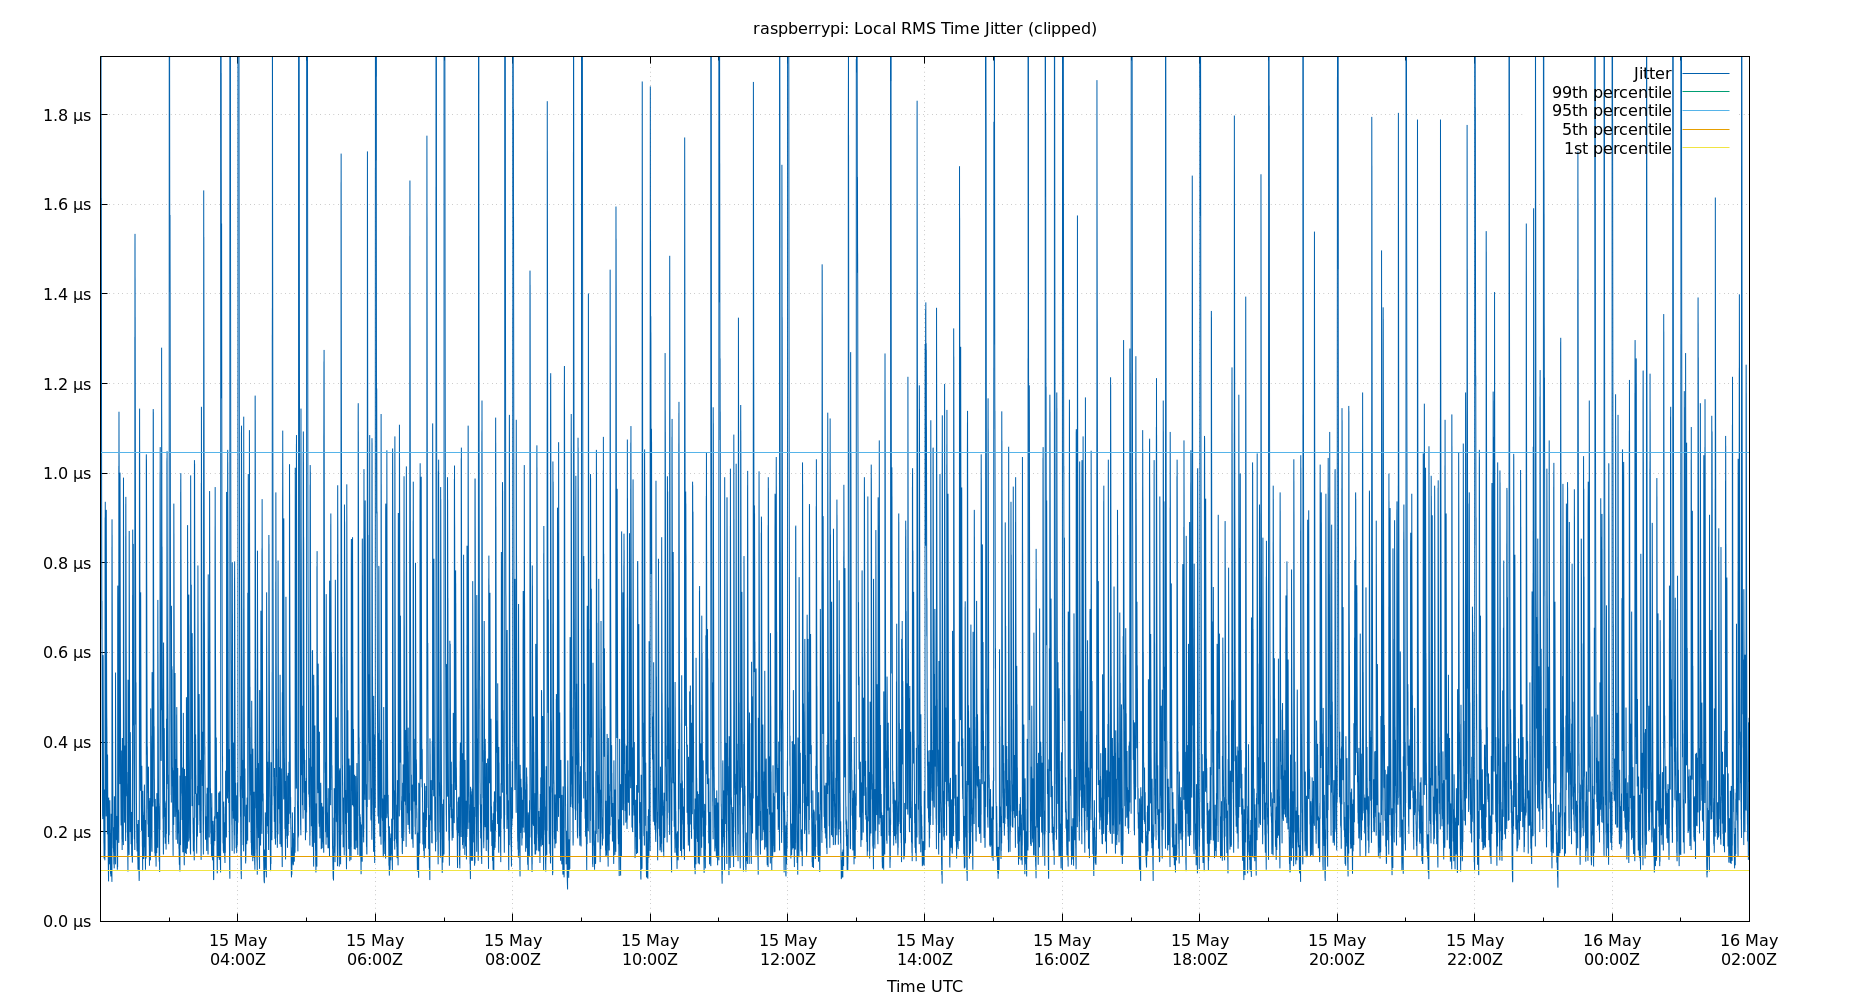 raspberrypi: Local RMS Time Jitter (clipped)
Jitter
99th percentile
95th percentile
5th percentile
1st percentile
1.8 µs
1.6 µs
1.4 µs
1.2 µs
1.0 µs
0.8 µs
0.6 µs
0.4 µs
0.2 µs
0.0 µs
15 May 15 May 15 May 15 May 15 May 15 May 15 May 15 May 15 May 15 May 16 May 16 May
04:00Z 06:00Z 08:00Z 10:00Z 12:00Z 14:00Z 16:00Z 18:00Z 20:00Z 22:00Z 00:00Z 02:00Z
Time UTC